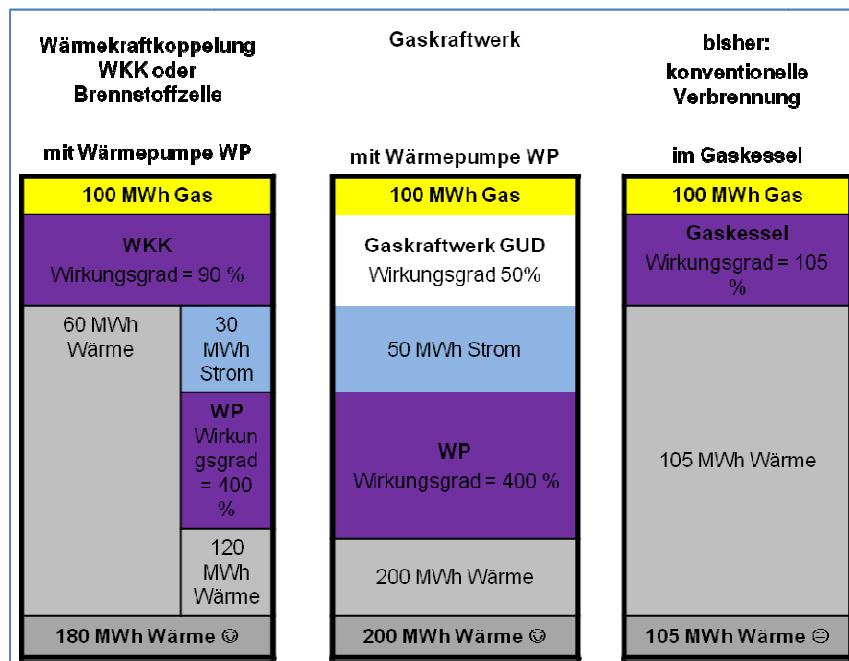 Wärmekraftkoppelung
WKK oder
Brennstoffzelle
mit Wärmepumpe WP
100 MWh Gas
WKK
Wirkungsgrad = 90 %
60 MWh
Wärme
30
MWh
Strom
WP
Wirkun
gsgrad
= 400
%
120
MWh
Wärme
180 MWh Wärme ☺
Gaskraftwerk
mit Wärmepumpe WP
100 MWh Gas
Gaskraftwerk GUD
Wirkungsgrad 50%
50 MWh Strom
WP
Wirkungsgrad = 400 %
200 MWh Wärme
200 MWh Wärme ☺
bisher:
konventionelle
Verbrennung
im Gaskessel
100 MWh Gas
Gaskessel
Wirkungsgrad = 105
%
105 MWh Wärme
105 MWh Wärme 😐